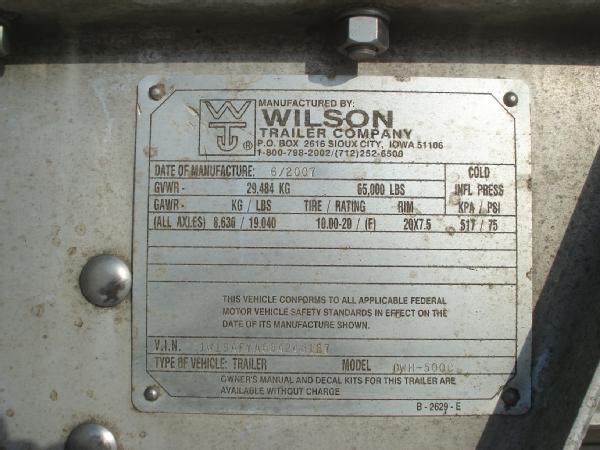 MANUFACTURED BY:
WILSON
TRAILER COMPANY
P.O. BOX 2616 SIOUX CITY, IOWA 51106
1-800-798-2002/(712)252-6500
DATE OF MANUFACTURE: 6/2007 COLD
GVWR- 29,484 KG 65,000 LBS INFL PRESS
GAWR- KG / LBS TIRE / RATING RIM KPA / PSI
(ALL AXLES) 8,636 / 19,040 10.00-20 / (F) 20X7.5 517 / 75
THIS VEHICLE CONFORMS TO ALL APPLICABLE FEDERAL
MOTOR VEHICLE SAFETY STANDARDS IN EFFECT ON THE
DATE OF ITS MANUFACTURE SHOWN.
V.I.N.
TYPE OF VEHICLE: TRAILER MODEL
OWNER'S MANUAL AND DECAL KITS FOR THIS TRAILER ARE
AVAILABLE WITHOUT CHARGE
B-2629-E